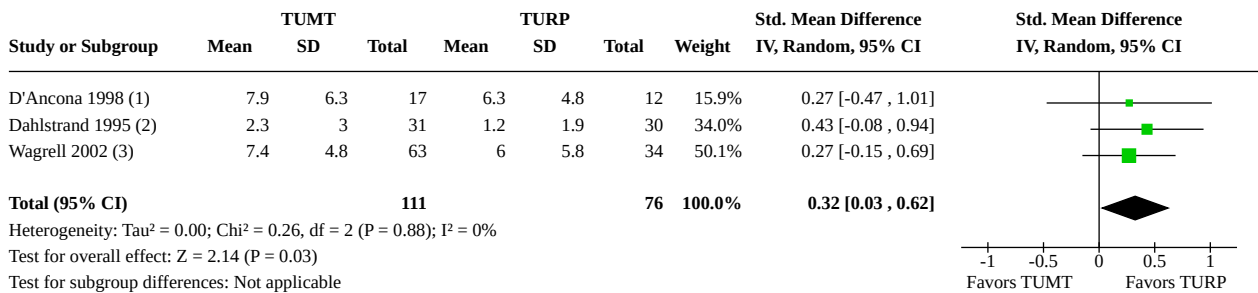 TUMT TURP Std. Mean Difference Std. Mean Difference
Study or Subgroup Mean SD Total Mean SD Total Weight IV, Random, 95% CI IV, Random, 95% CI
D'Ancona 1998 (1) 7.9 6.3 17 6.3 4.8 12 15.9% 0.27 [-0.47 , 1.01]
Dahlstrand 1995 (2) 2.3 3 31 1.2 1.9 30 34.0% 0.43 [-0.08 , 0.94]
Wagrell 2002 (3) 7.4 4.8 63 6 5.8 34 50.1% 0.27 [-0.15 , 0.69]
Total (95% CI) 111 76 100.0% 0.32 [0.03 , 0.62]
Heterogeneity: Tau² = 0.00; Chi² = 0.26, df = 2 (P = 0.88); I² = 0%
Test for overall effect: Z = 2.14 (P = 0.03) -1 -0.5 0 0.5 1
Test for subgroup differences: Not applicable Favors TUMT Favors TURP